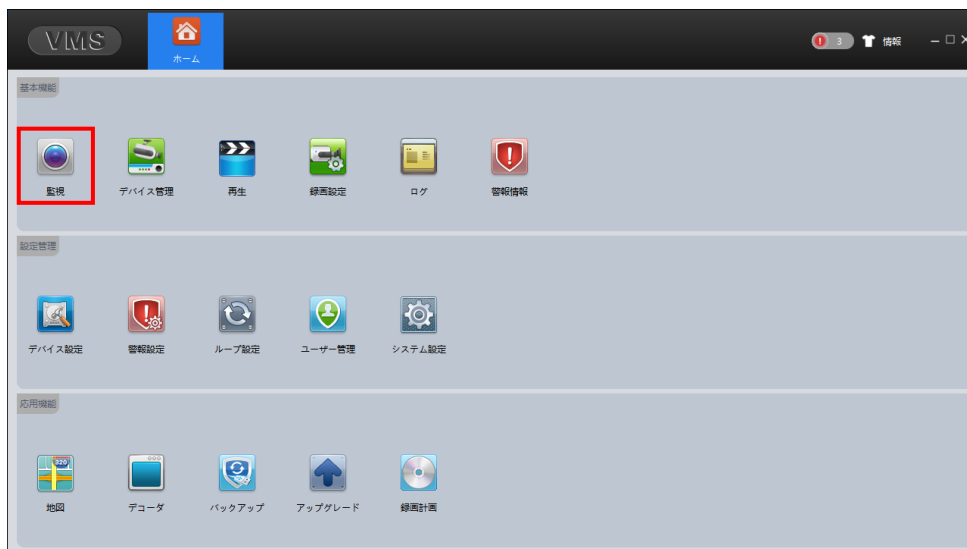 VMS
ホーム
3
情報
基本機能
監視
デバイス管理
再生
録画設定
ログ
警報情報
設定管理
デバイス設定
警報設定
ループ設定
ユーザー管理
システム設定
応用機能
320
地図
デコーダ
バックアップ
アップグレード
録画計画